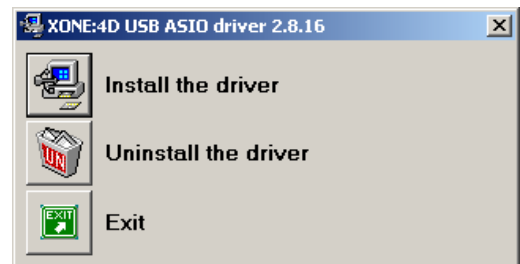 XONE:4D USB ASIO driver 2.8.16
Install the driver
UN
Uninstall the driver
EXIT
Exit